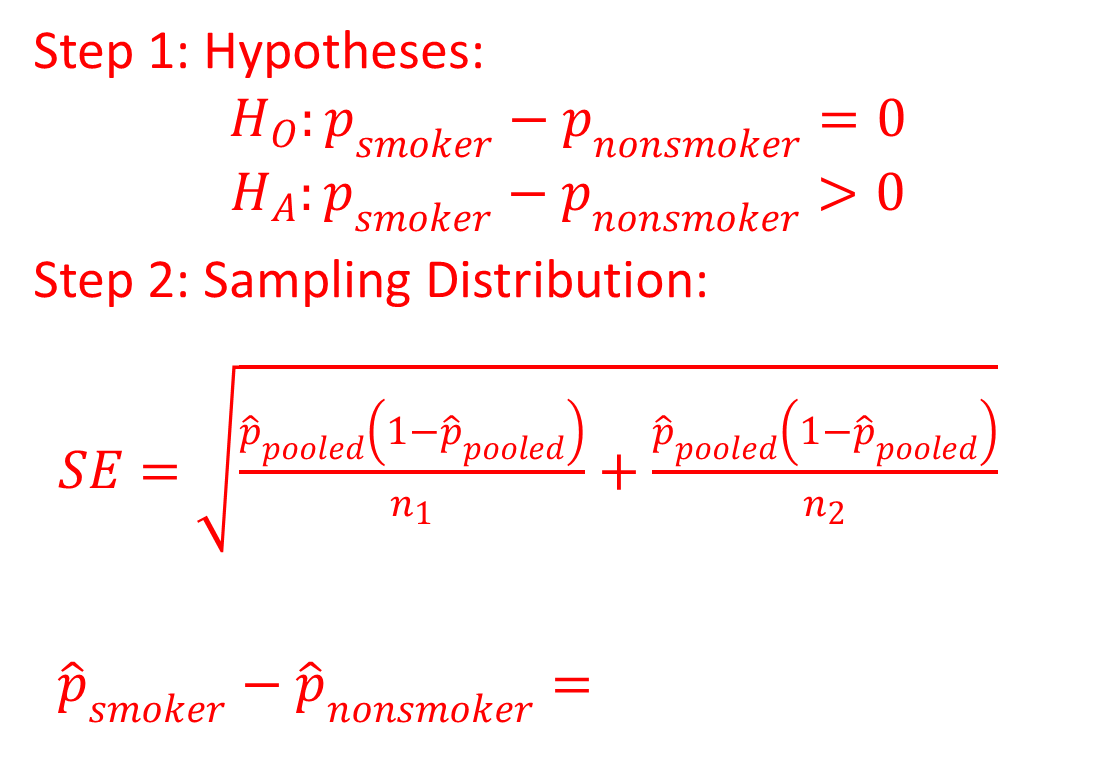 Step 1: Hypotheses:
H_O: p_smoker − p_nonsmoker = 0
H_A: p_smoker − p_nonsmoker > 0
Step 2: Sampling Distribution:
SE = √(p̂_pooled(1−p̂_pooled)/n_1 + p̂_pooled(1−p̂_pooled)/n_2)
p̂_smoker − p̂_nonsmoker =